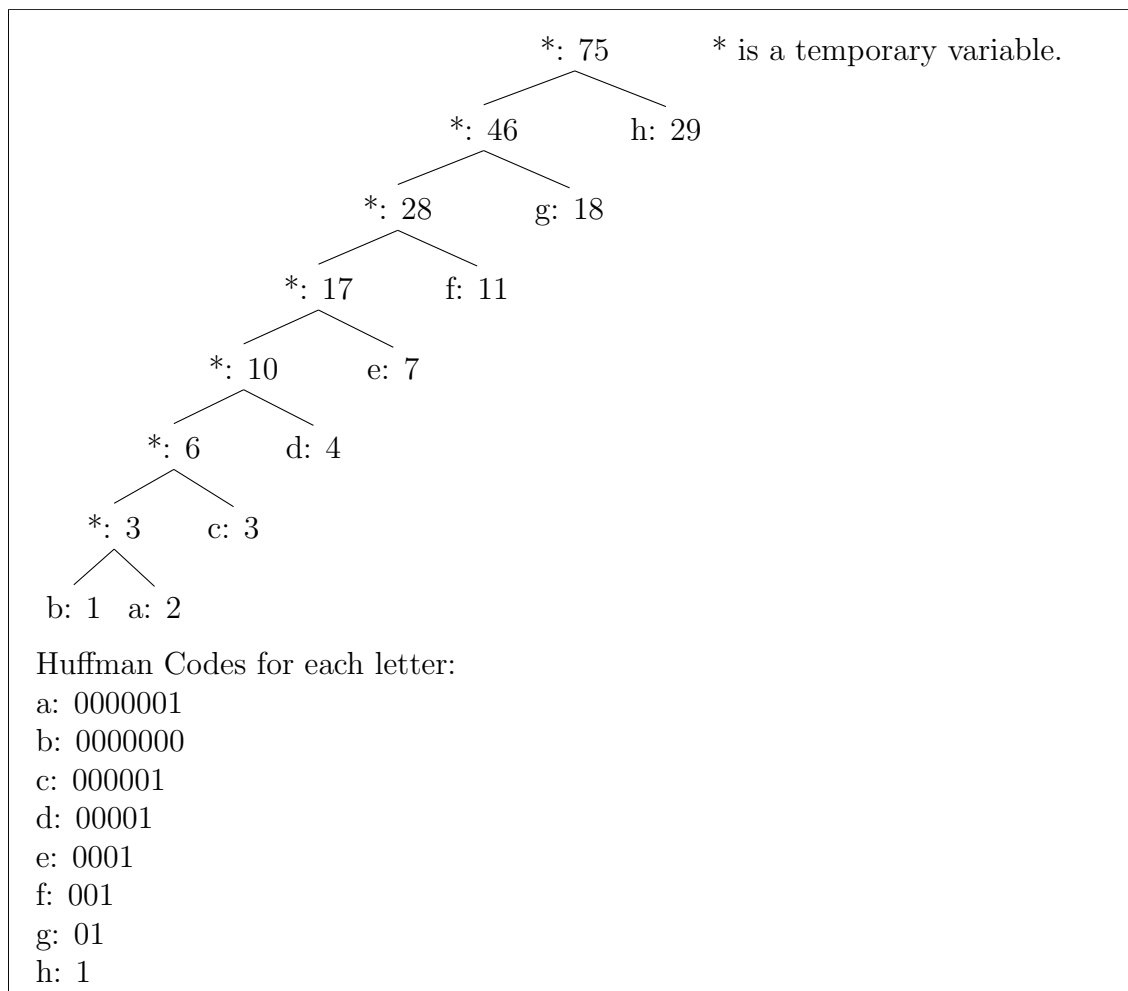 *: 75 * is a temporary variable.
*: 46 h: 29
*: 28 g: 18
*: 17 f: 11
*: 10 e: 7
*: 6 d: 4
*: 3 c: 3
b: 1 a: 2
Huffman Codes for each letter:
a: 0000001
b: 0000000
c: 000001
d: 00001
e: 0001
f: 001
g: 01
h: 1